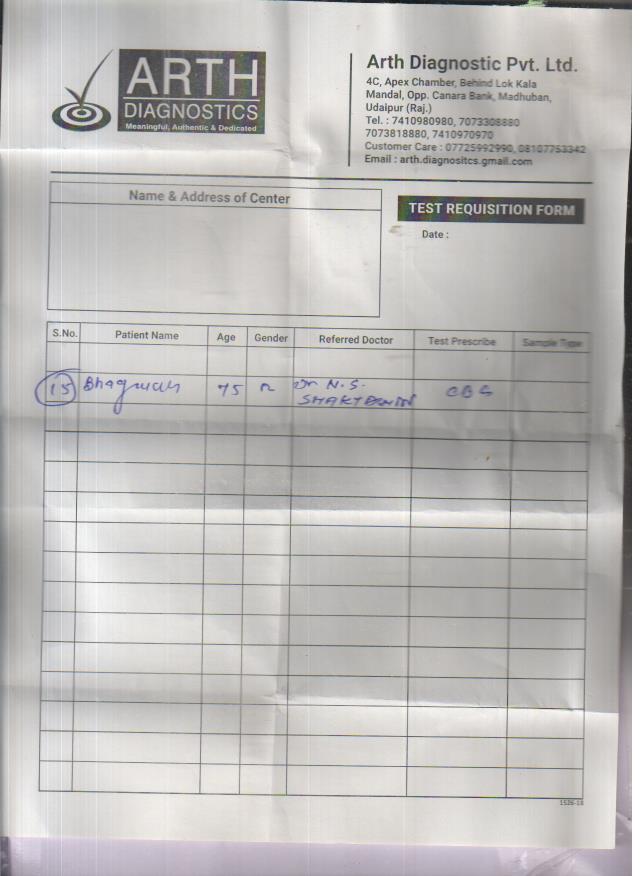 ARTH
DIAGNOSTICS
Meaningful, Authentic & Dedicated
Arth Diagnostic Pvt. Ltd.
4C, Apex Chamber, Behind Lok Kala
Mandal, Opp. Canara Bank, Madhuban,
Udaipur (Raj.)
Tel. : 7410980980, 7073308880
7073818880, 7410970970
Customer Care : 07725992990, 08107753342
Email : arth.diagnositcs.gmail.com
Name & Address of Center
TEST REQUISITION FORM
Date :
S.No. Patient Name Age Gender Referred Doctor Test Prescribe Sample Type
15 75 Dr N.S.
1526-18